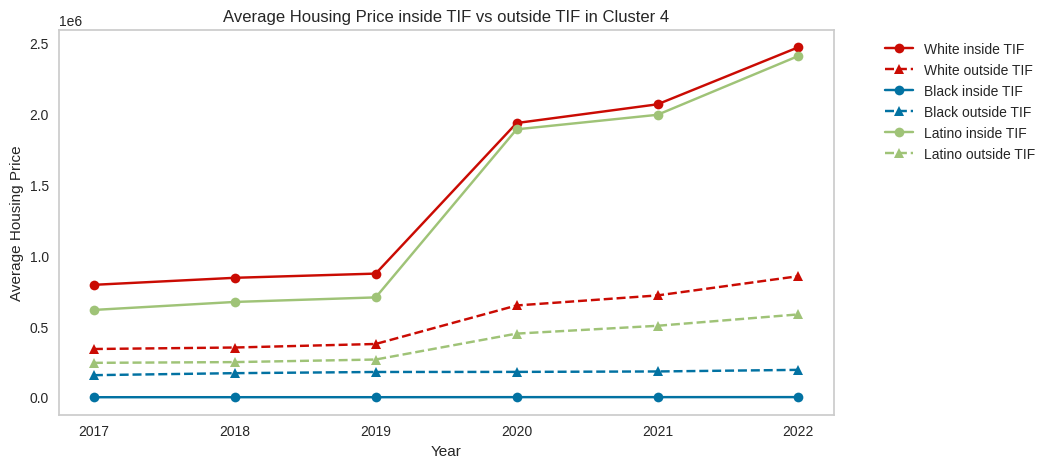 Average Housing Price inside TIF vs outside TIF in Cluster 4
1e6
2.5
2.0
1.5
1.0
0.5
0.0
Average Housing Price
2017 2018 2019 2020 2021 2022
Year
White inside TIF
White outside TIF
Black inside TIF
Black outside TIF
Latino inside TIF
Latino outside TIF